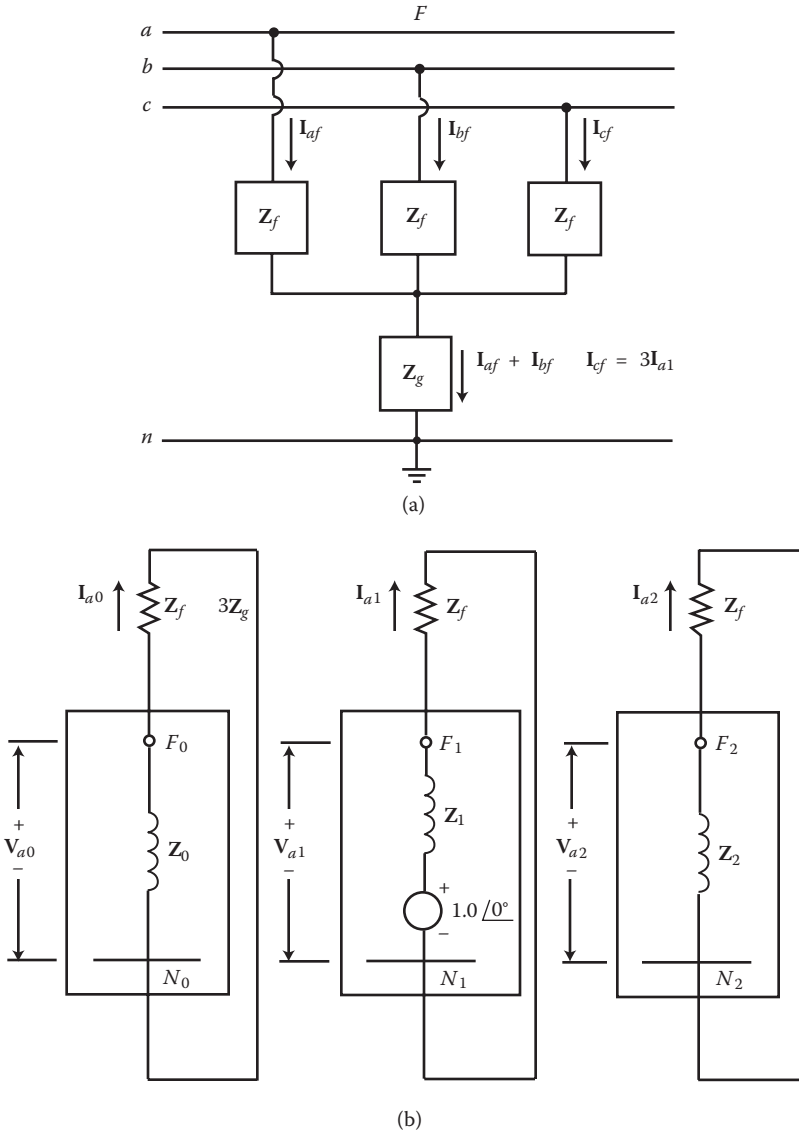 F
a
b
c
I_af
I_bf
I_cf
Z_f
Z_f
Z_f
Z_g
I_af + I_bf I_cf = 3I_a1
n
(a)
I_a0
Z_f 3Z_g
I_a1
Z_f
I_a2
Z_f
F_0
F_1
F_2
+
V_a0
–
Z_0
+
V_a1
–
Z_1
+
1.0 /0°
–
+
V_a2
–
Z_2
N_0
N_1
N_2
(b)